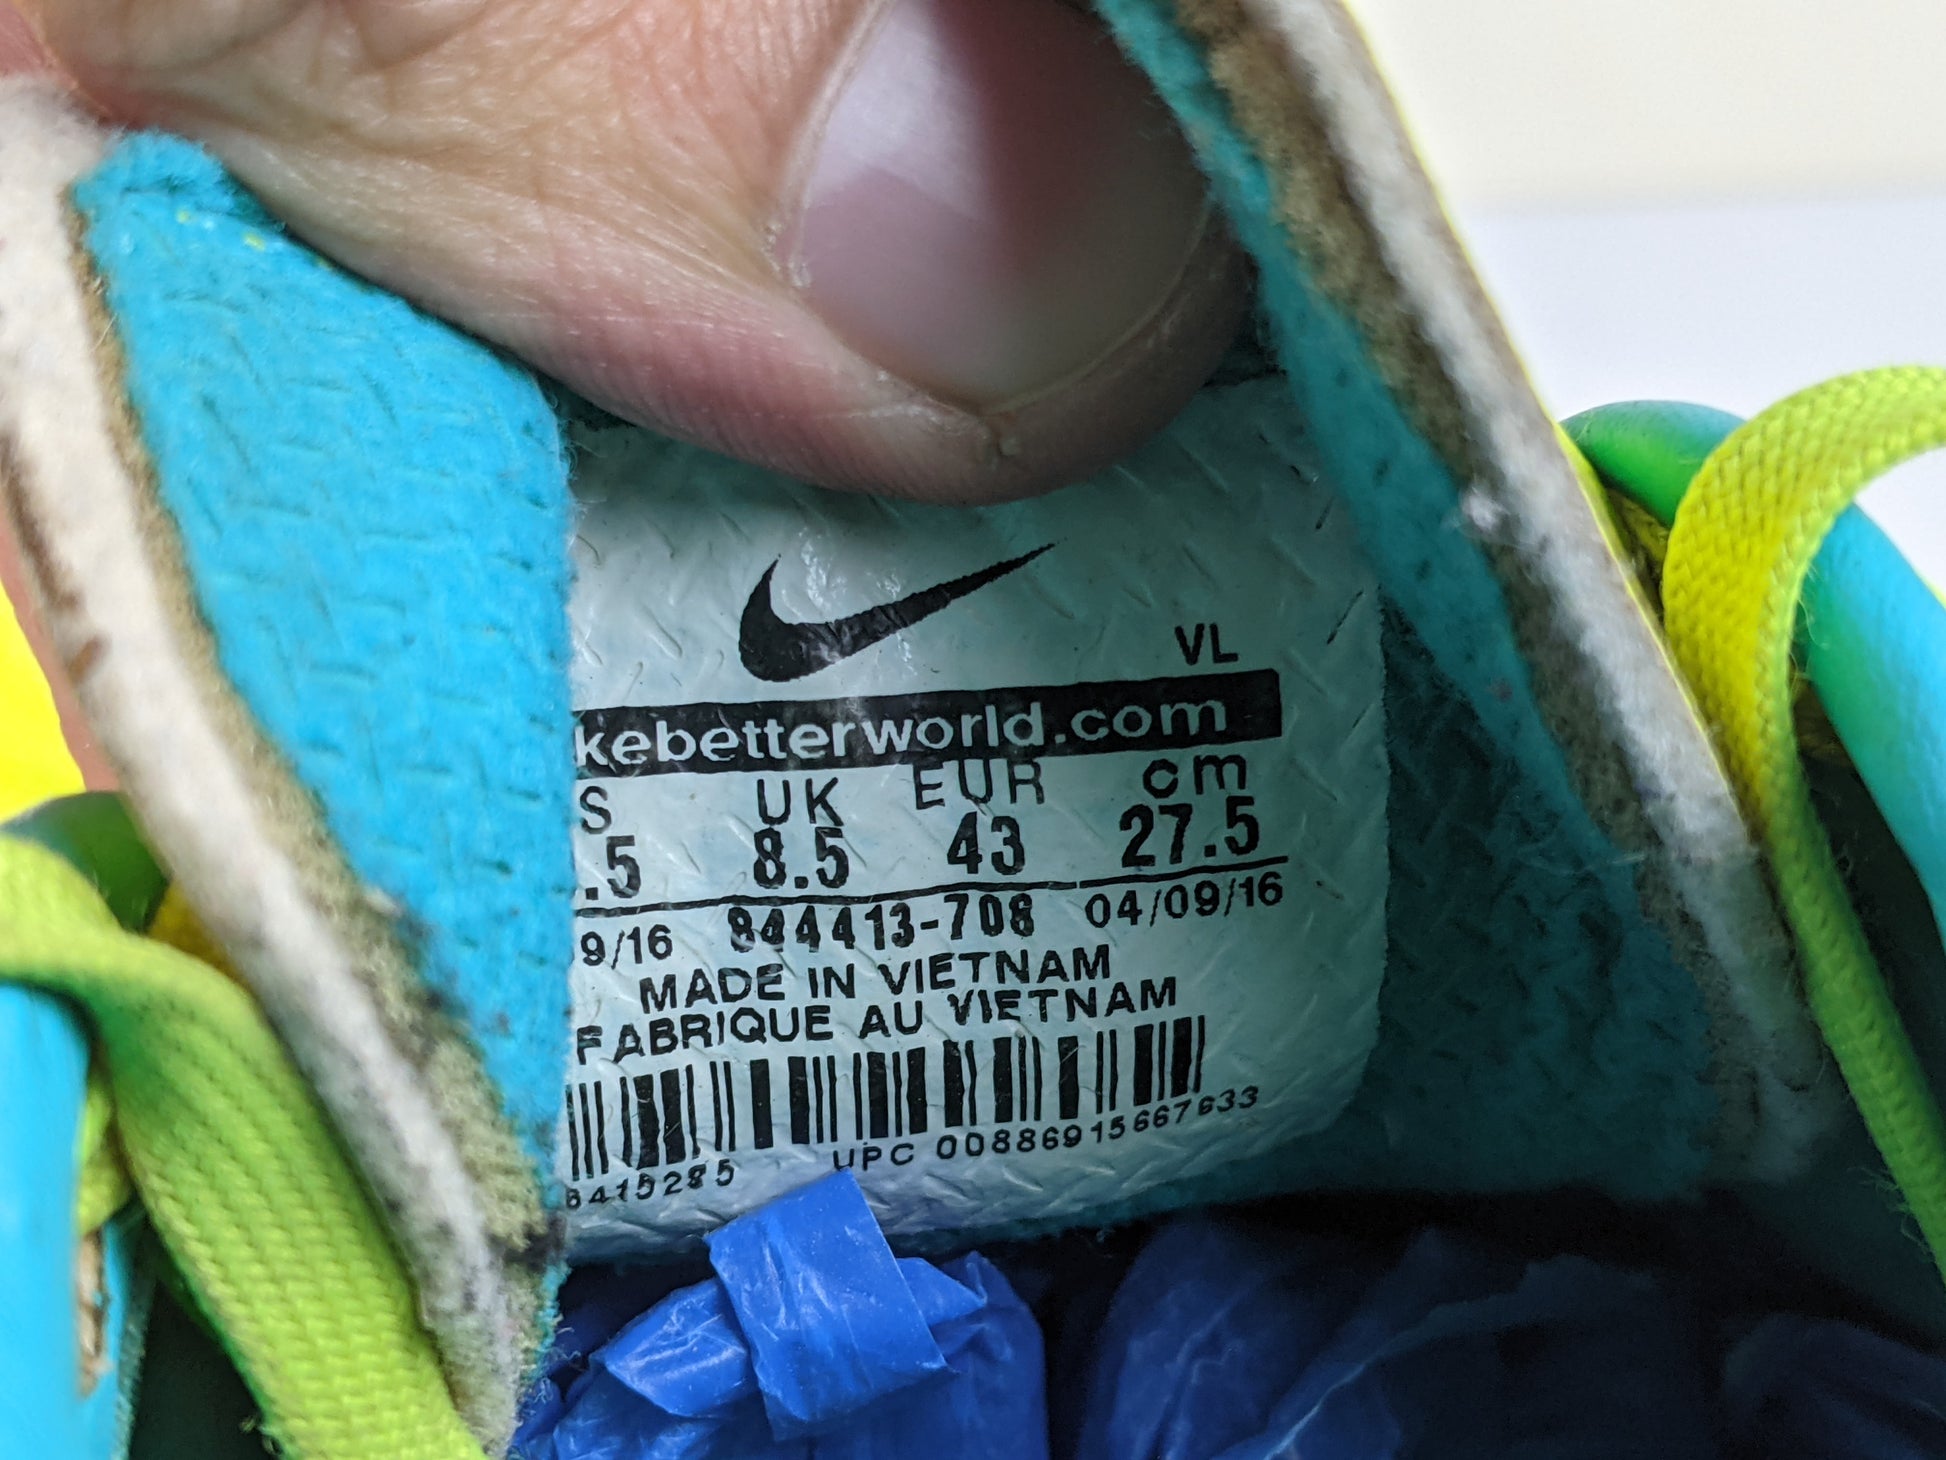 VL
kebetterworld.com
S UK EUR cm
.5 8.5 43 27.5
9/16 844413-708 04/09/16
MADE IN VIETNAM
FABRIQUE AU VIETNAM
6415285 UPC 00886915667633